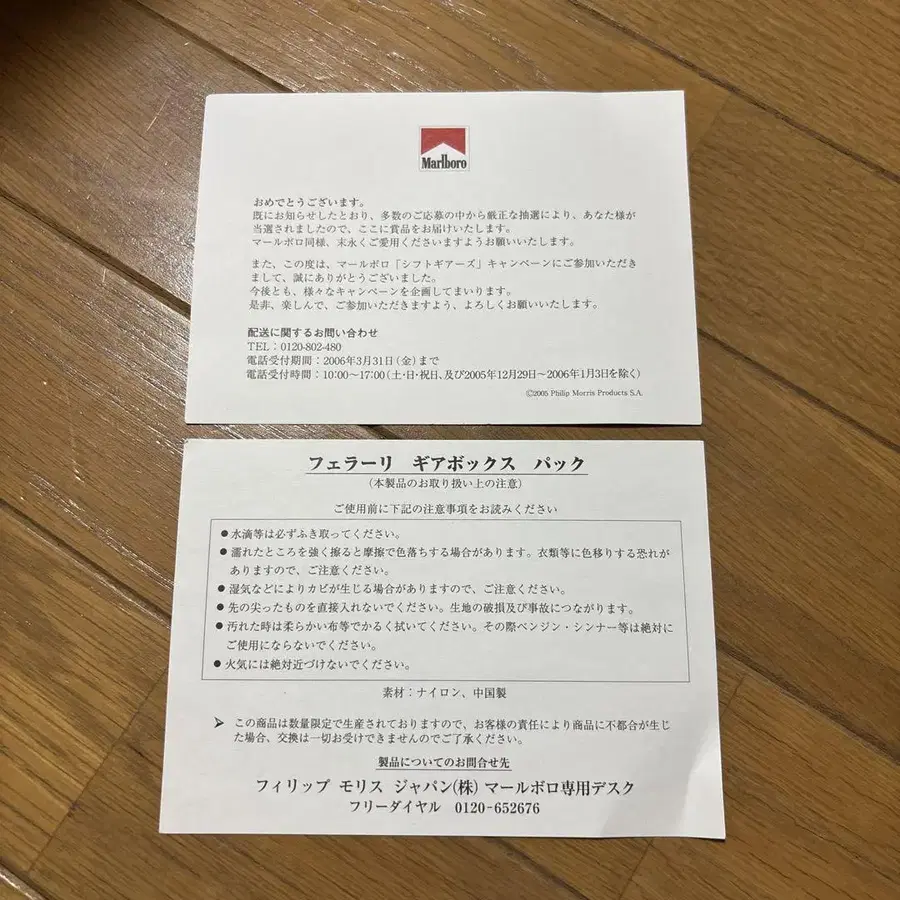 Marlboro
おめでとうございます。
既にお知らせしたとおり、多数のご応募の中から厳正な抽選により、あなた様が
当選されましたので、ここに賞品をお届けいたします。
マールボロ同様、末永くご愛用くださいますようお願いいたします。
また、この度は、マールボロ「シフトギアーズ」キャンペーンにご参加いただき
まして、誠にありがとうございました。
今後とも、様々なキャンペーンを企画してまいります。
是非、楽しんで、ご参加いただきますよう、よろしくお願いいたします。
配送に関するお問い合わせ
TEL：0120-802-480
電話受付期間：2006年3月31日（金）まで
電話受付時間：10:00〜17:00（土・日・祝日、及び2005年12月29日〜2006年1月3日を除く）
©2005 Philip Morris Products S.A.
フェラーリ ギアボックス パック
（本製品のお取り扱い上の注意）
ご使用前に下記の注意事項をお読みください
●水滴等は必ずふき取ってください。
●濡れたところを強く擦ると摩擦で色落ちする場合があります。衣類等に色移りする恐れが
ありますので、ご注意ください。
●湿気などによりカビが生じる場合がありますので、ご注意ください。
●先の尖ったものを直接入れないでください。生地の破損及び事故につながります。
●汚れた時は柔らかい布等でかるく拭いてください。その際ベンジン・シンナー等は絶対に
ご使用にならないでください。
●火気には絶対近づけないでください。
素材：ナイロン、中国製
➢ この商品は数量限定で生産されておりますので、お客様の責任により商品に不都合が生じ
た場合、交換は一切お受けできませんのでご了承ください。
製品についてのお問合せ先
フィリップ モリス ジャパン(株) マールボロ専用デスク
フリーダイヤル 0120-652676